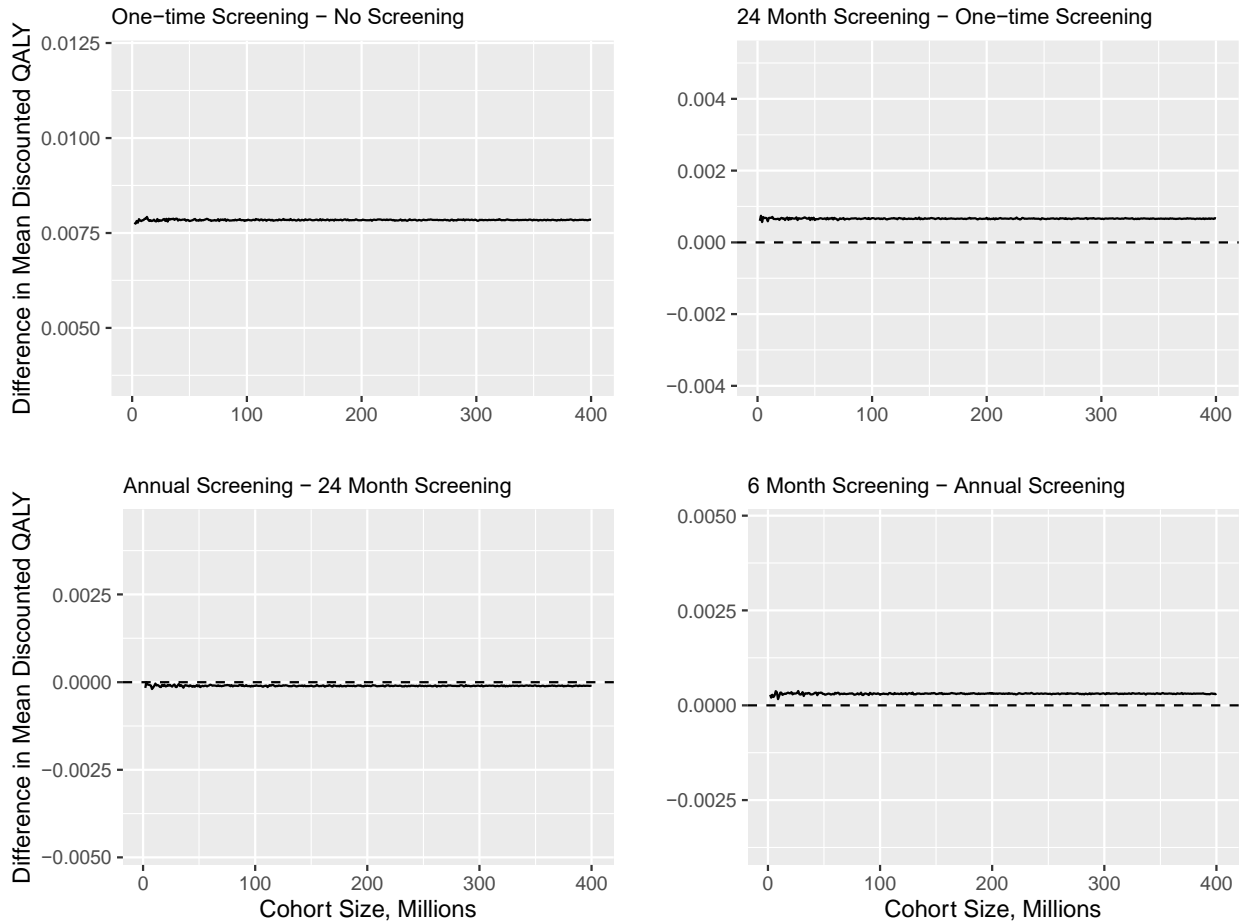 One−time Screening − No Screening
24 Month Screening − One−time Screening
Difference in Mean Discounted QALY
0.0125
0.0100
0.0075
0.0050
0 100 200 300 400
0.004
0.002
0.000
−0.002
−0.004
0 100 200 300 400
Annual Screening − 24 Month Screening
6 Month Screening − Annual Screening
Difference in Mean Discounted QALY
0.0025
0.0000
−0.0025
−0.0050
0 100 200 300 400
Cohort Size, Millions
0.0050
0.0025
0.0000
−0.0025
0 100 200 300 400
Cohort Size, Millions